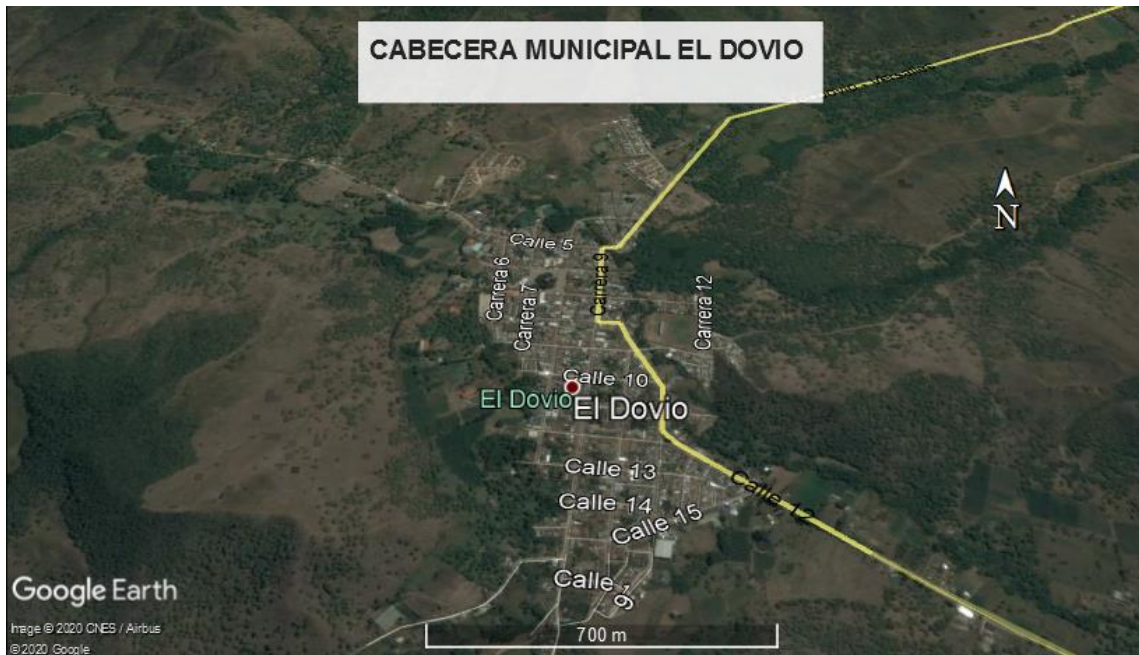 CABECERA MUNICIPAL EL DOVIO
N
Calle 5
Carrera 6
Carrera 7
Carrera 9
Carrera 12
Calle 10
El Dovio
El Dovio
Calle 13
Calle 12
Calle 14
Calle 15
Calle 19
Google Earth
700 m
Image © 2020 CNES / Airbus
© 2020 Google